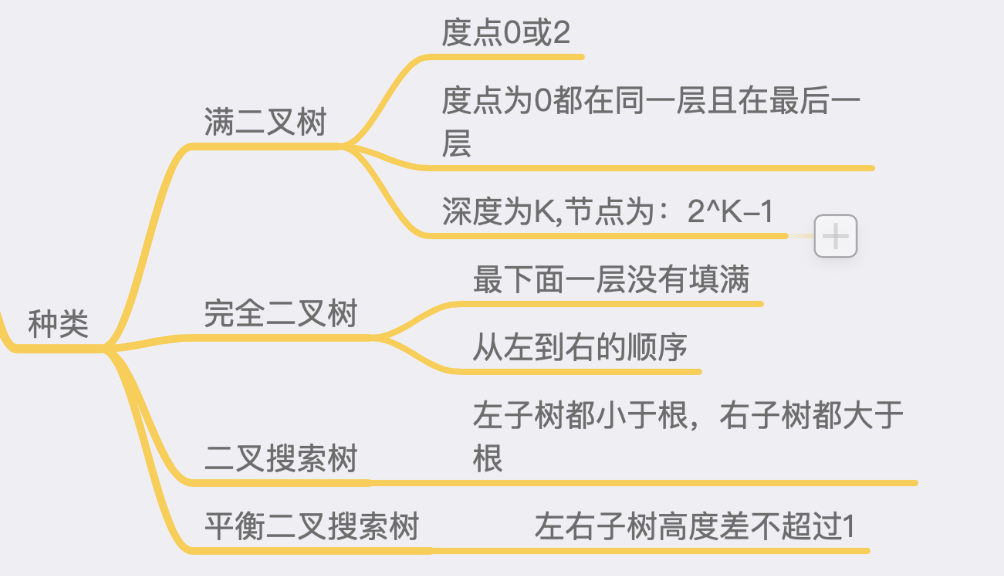 种类
满二叉树
度点0或2
度点为0都在同一层且在最后一
层
深度为K,节点为：2^K-1
完全二叉树
最下面一层没有填满
从左到右的顺序
二叉搜索树
左子树都小于根，右子树都大于
根
平衡二叉搜索树
左右子树高度差不超过1